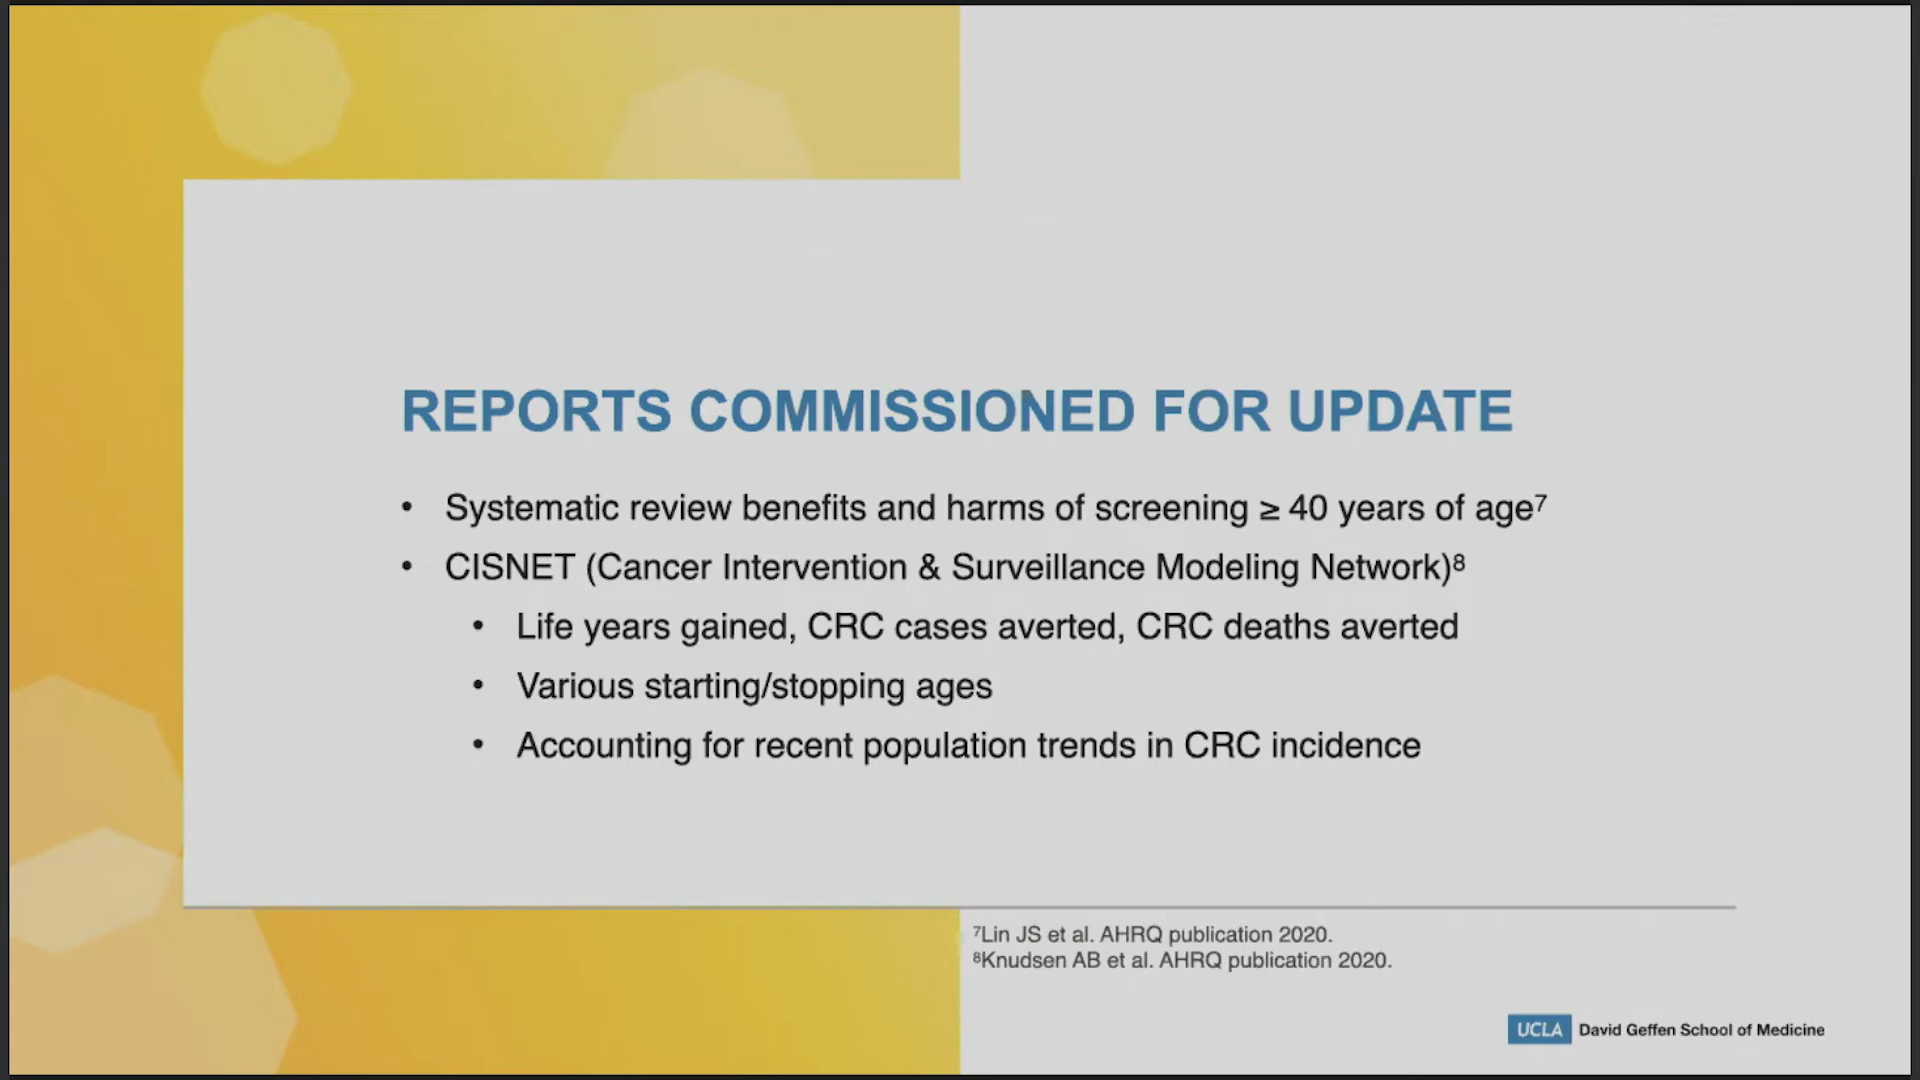 REPORTS COMMISSIONED FOR UPDATE
• Systematic review benefits and harms of screening ≥ 40 years of age⁷
• CISNET (Cancer Intervention & Surveillance Modeling Network)⁸
• Life years gained, CRC cases averted, CRC deaths averted
• Various starting/stopping ages
• Accounting for recent population trends in CRC incidence
⁷Lin JS et al. AHRQ publication 2020.
⁸Knudsen AB et al. AHRQ publication 2020.
UCLA David Geffen School of Medicine